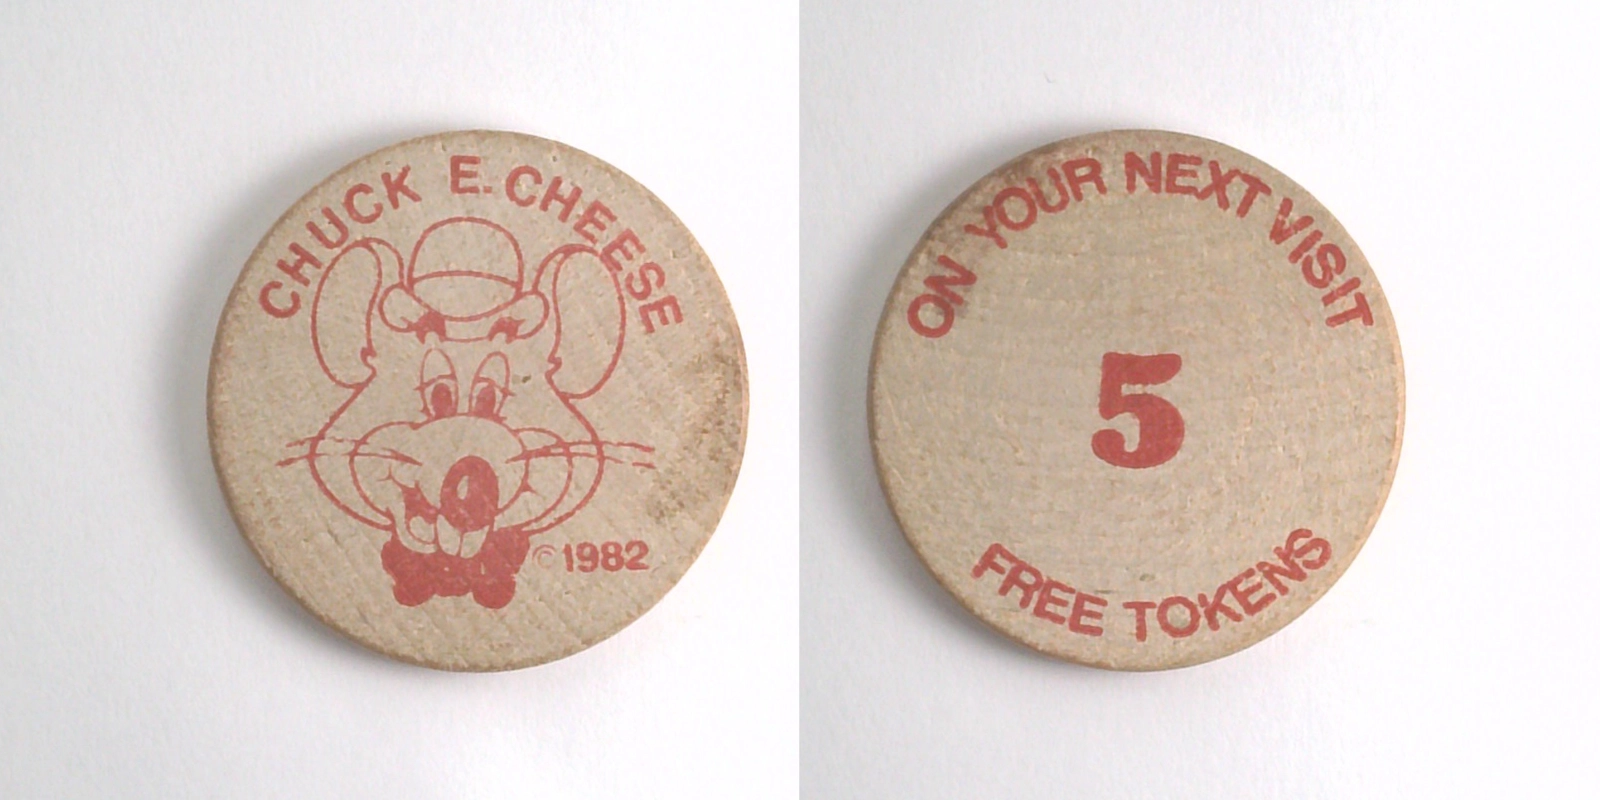 CHUCK E. CHEESE
©1982
ON YOUR NEXT VISIT
5
FREE TOKENS